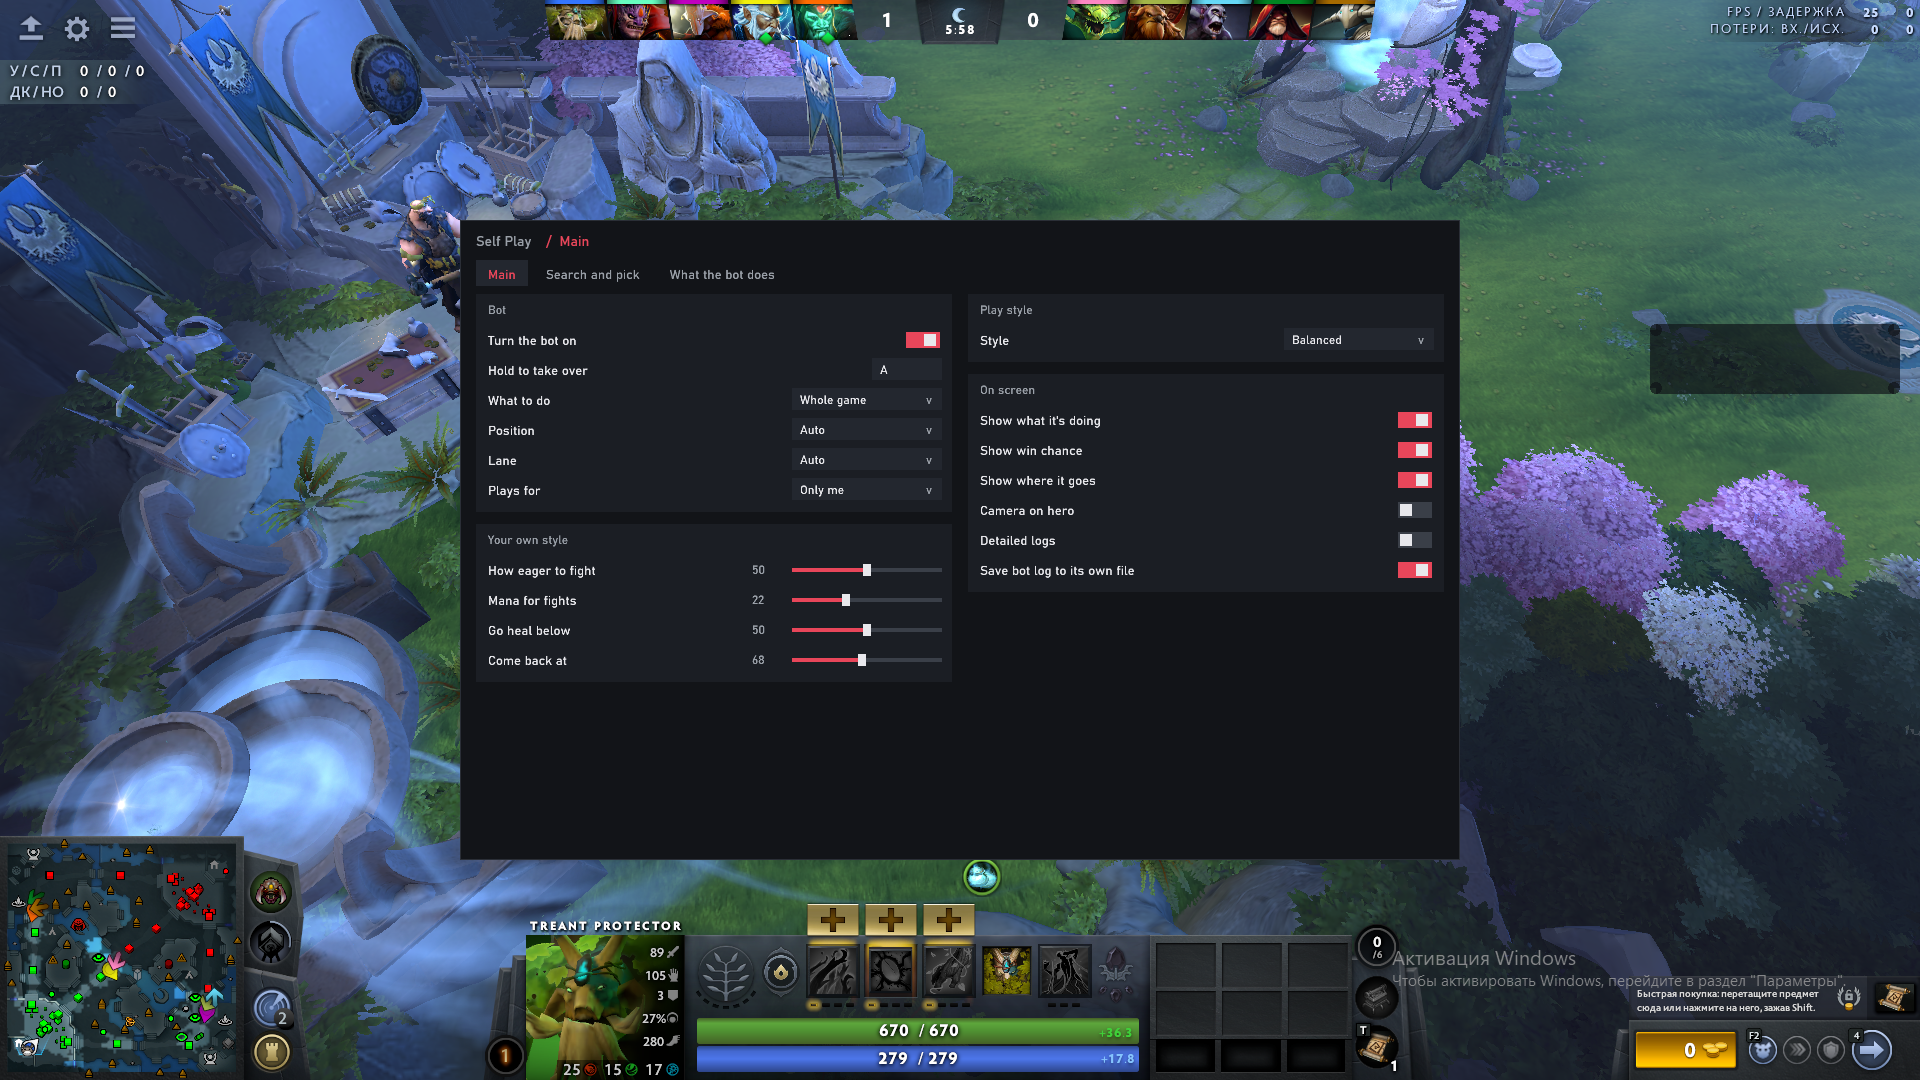 1
5:58
0
FPS / ЗАДЕРЖКА 25 0
ПОТЕРИ: ВХ./ИСХ. 0 0
У/С/П 0 / 0 / 0
ДК/НО 0 / 0
Self Play / Main
Main Search and pick What the bot does
Bot
Turn the bot on
Hold to take over A
What to do Whole game v
Position Auto v
Lane Auto v
Plays for Only me v
Your own style
How eager to fight 50
Mana for fights 22
Go heal below 50
Come back at 68
Play style
Style Balanced v
On screen
Show what it's doing
Show win chance
Show where it goes
Camera on hero
Detailed logs
Save bot log to its own file
2
TREANT PROTECTOR
89
105
3
27%
280
1
25 15 17
670 / 670 +36.3
279 / 279 +17.8
0
/6
T
1
Активация Windows
Чтобы активировать Windows, перейдите в раздел "Параметры".
Быстрая покупка: перетащите предмет
сюда или нажмите на него, зажав Shift.
0
F2
4